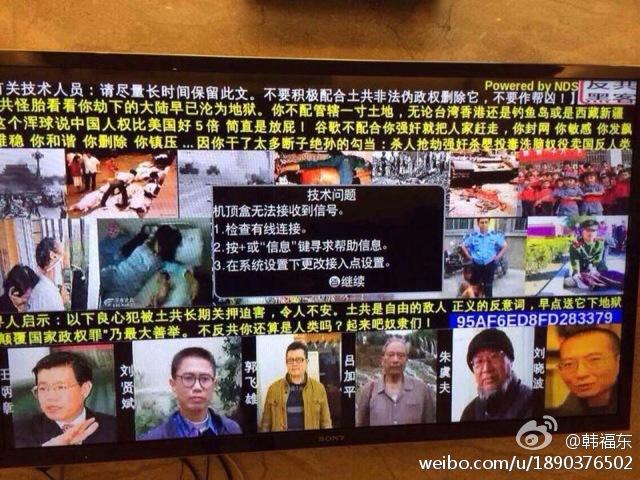 有关技术人员：请尽量长时间保留此文。不要积极配合土共非法伪政权删除它，不要作帮凶！
Powered by NDS
反共
黑客
共怪胎看看你劫下的大陆早已沦为地狱。你不配管辖一寸土地，无论台湾香港还是钓鱼岛或是西藏新疆
这个浑球说中国人权比美国好５倍 简直是放屁！ 谷歌不配合你强奸就把人家赶走，你封网 你敏感 你发飙
维稳 你和谐 你删除 你镇压 ...因你干了太多断子绝孙的勾当：杀人抢劫强奸杀婴投毒洗脑奴役卖国反人类
技术问题
机顶盒无法接收到信号。
1.检查有线连接。
2.按+或“信息”键寻求帮助信息。
3.在系统设置下更改接入点设置。
继续
寻人启示：以下良心犯被土共长期关押迫害，令人不安。土共是自由的敌人 正义的反意词，早点送它下地狱
颠覆国家政权罪”乃最大善举。不反共你还算是人类吗？起来吧奴隶们！
95AF6ED8FD283379
王炳章
刘贤斌
郭飞雄
吕加平
朱虞夫
刘晓波
SONY
@韩福东
weibo.com/u/1890376502